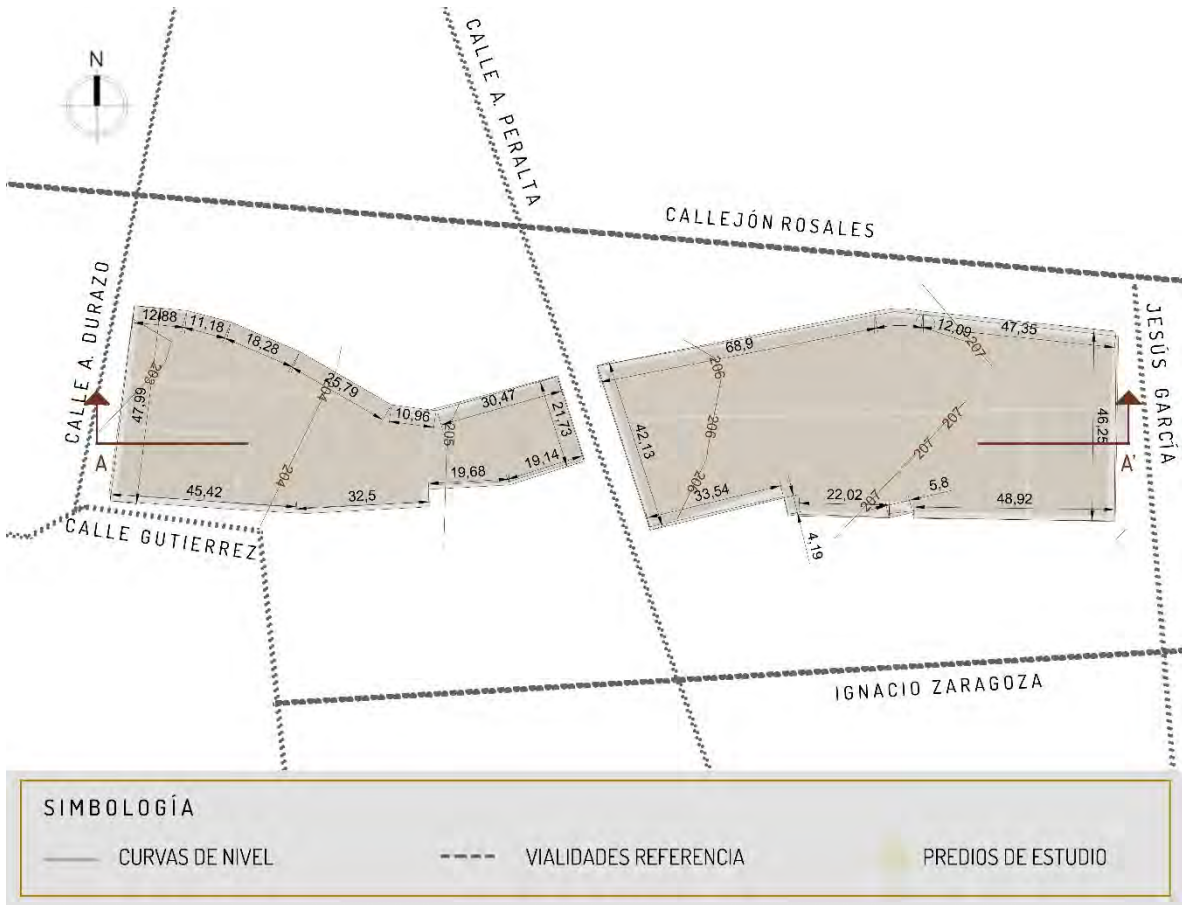 N
CALLE A. PERALTA
CALLEJÓN ROSALES
CALLE A. DURAZO
JESÚS GARCÍA
12,88
11,18
18,28
25,79
10,96
30,47
21,73
19,14
19,68
32,5
45,42
47,99
203
204
204
205
68,9
12,09
47,35
46,25
48,92
5,8
22,02
4,19
33,54
42,13
206
206
206
207
207
207
207
A
A'
CALLE GUTIERREZ
IGNACIO ZARAGOZA
SIMBOLOGÍA
CURVAS DE NIVEL
VIALIDADES REFERENCIA
PREDIOS DE ESTUDIO